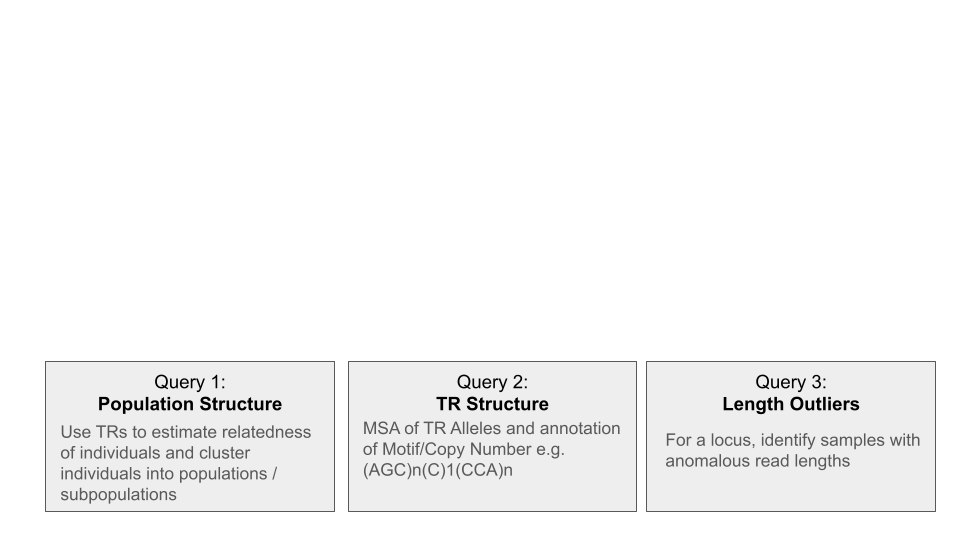 Query 1:
Population Structure
Use TRs to estimate relatedness
of individuals and cluster
individuals into populations /
subpopulations
Query 2:
TR Structure
MSA of TR Alleles and annotation
of Motif/Copy Number e.g.
(AGC)n(C)1(CCA)n
Query 3:
Length Outliers
For a locus, identify samples with
anomalous read lengths